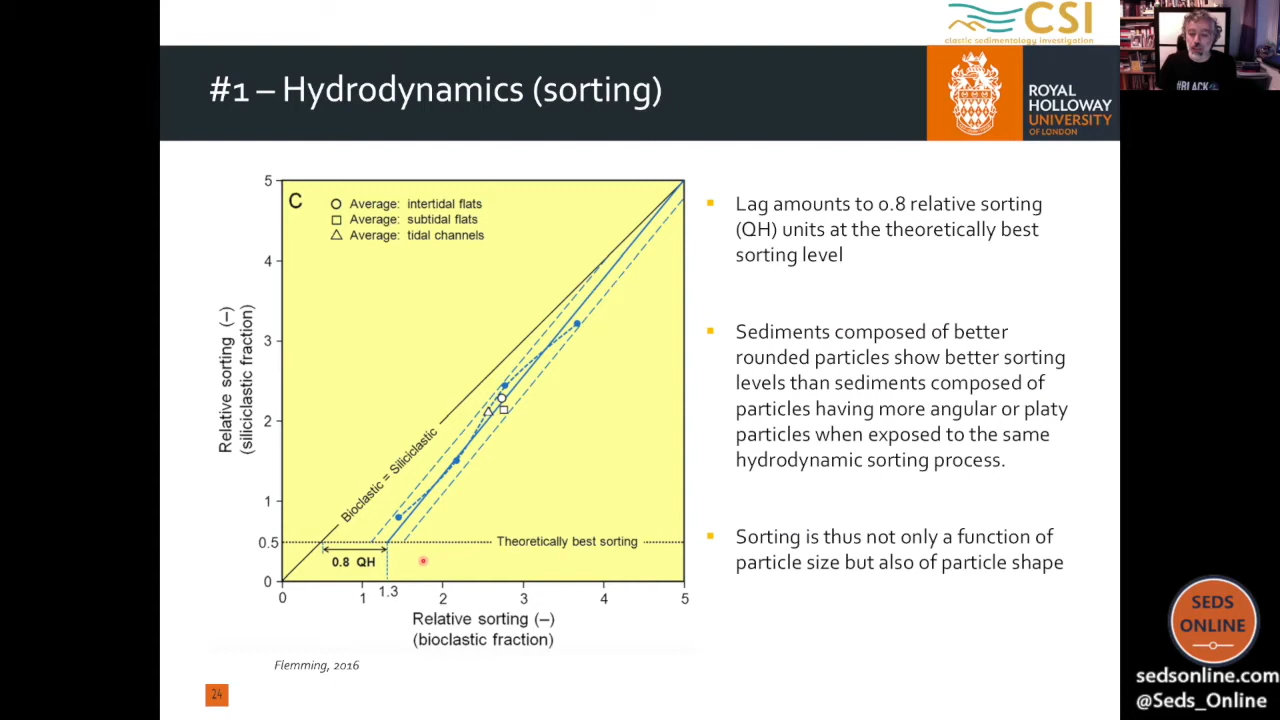 CSI
clastic sedimentology investigation
#1 – Hydrodynamics (sorting)
ROYAL
HOLLOWAY
UNIVERSITY
OF LONDON
#BLACK
C
Average: intertidal flats
Average: subtidal flats
Average: tidal channels
5
4
3
2
1
0.5
0
Relative sorting (–)
(siliciclastic fraction)
Bioclastic = Siliciclastic
Theoretically best sorting
0.8 QH
0
1
1.3
2
3
4
5
Relative sorting (–)
(bioclastic fraction)
Flemming, 2016
Lag amounts to 0.8 relative sorting
(QH) units at the theoretically best
sorting level
Sediments composed of better
rounded particles show better sorting
levels than sediments composed of
particles having more angular or platy
particles when exposed to the same
hydrodynamic sorting process.
Sorting is thus not only a function of
particle size but also of particle shape
24
SEDS
ONLINE
sedsonline.com
@Seds_Online